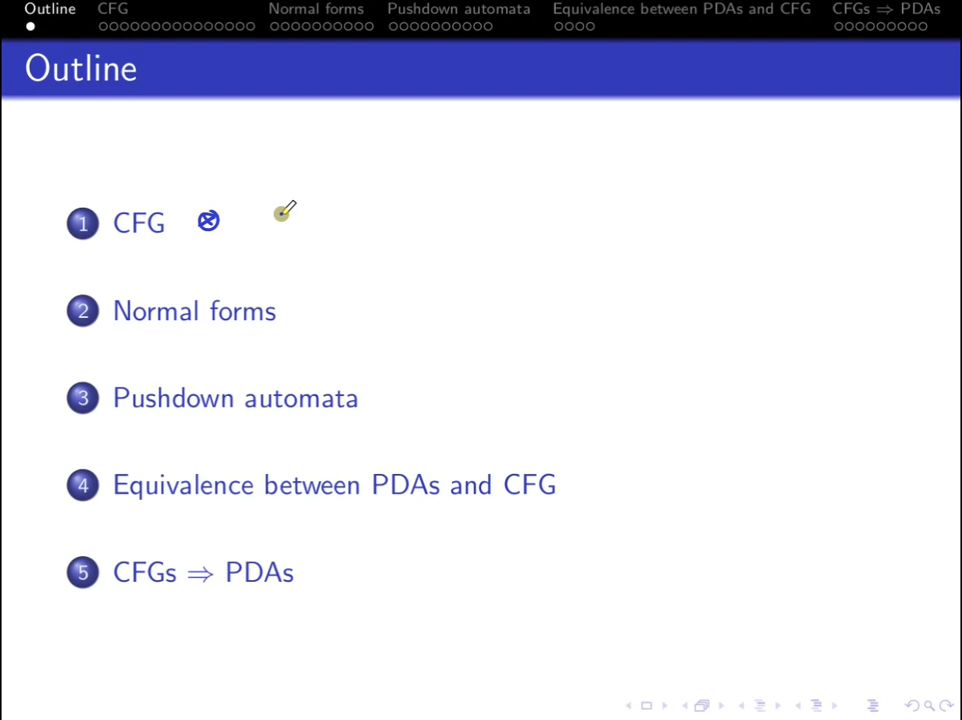 Outline CFG Normal forms Pushdown automata Equivalence between PDAs and CFG CFGs ⇒ PDAs
Outline
1 CFG
2 Normal forms
3 Pushdown automata
4 Equivalence between PDAs and CFG
5 CFGs ⇒ PDAs